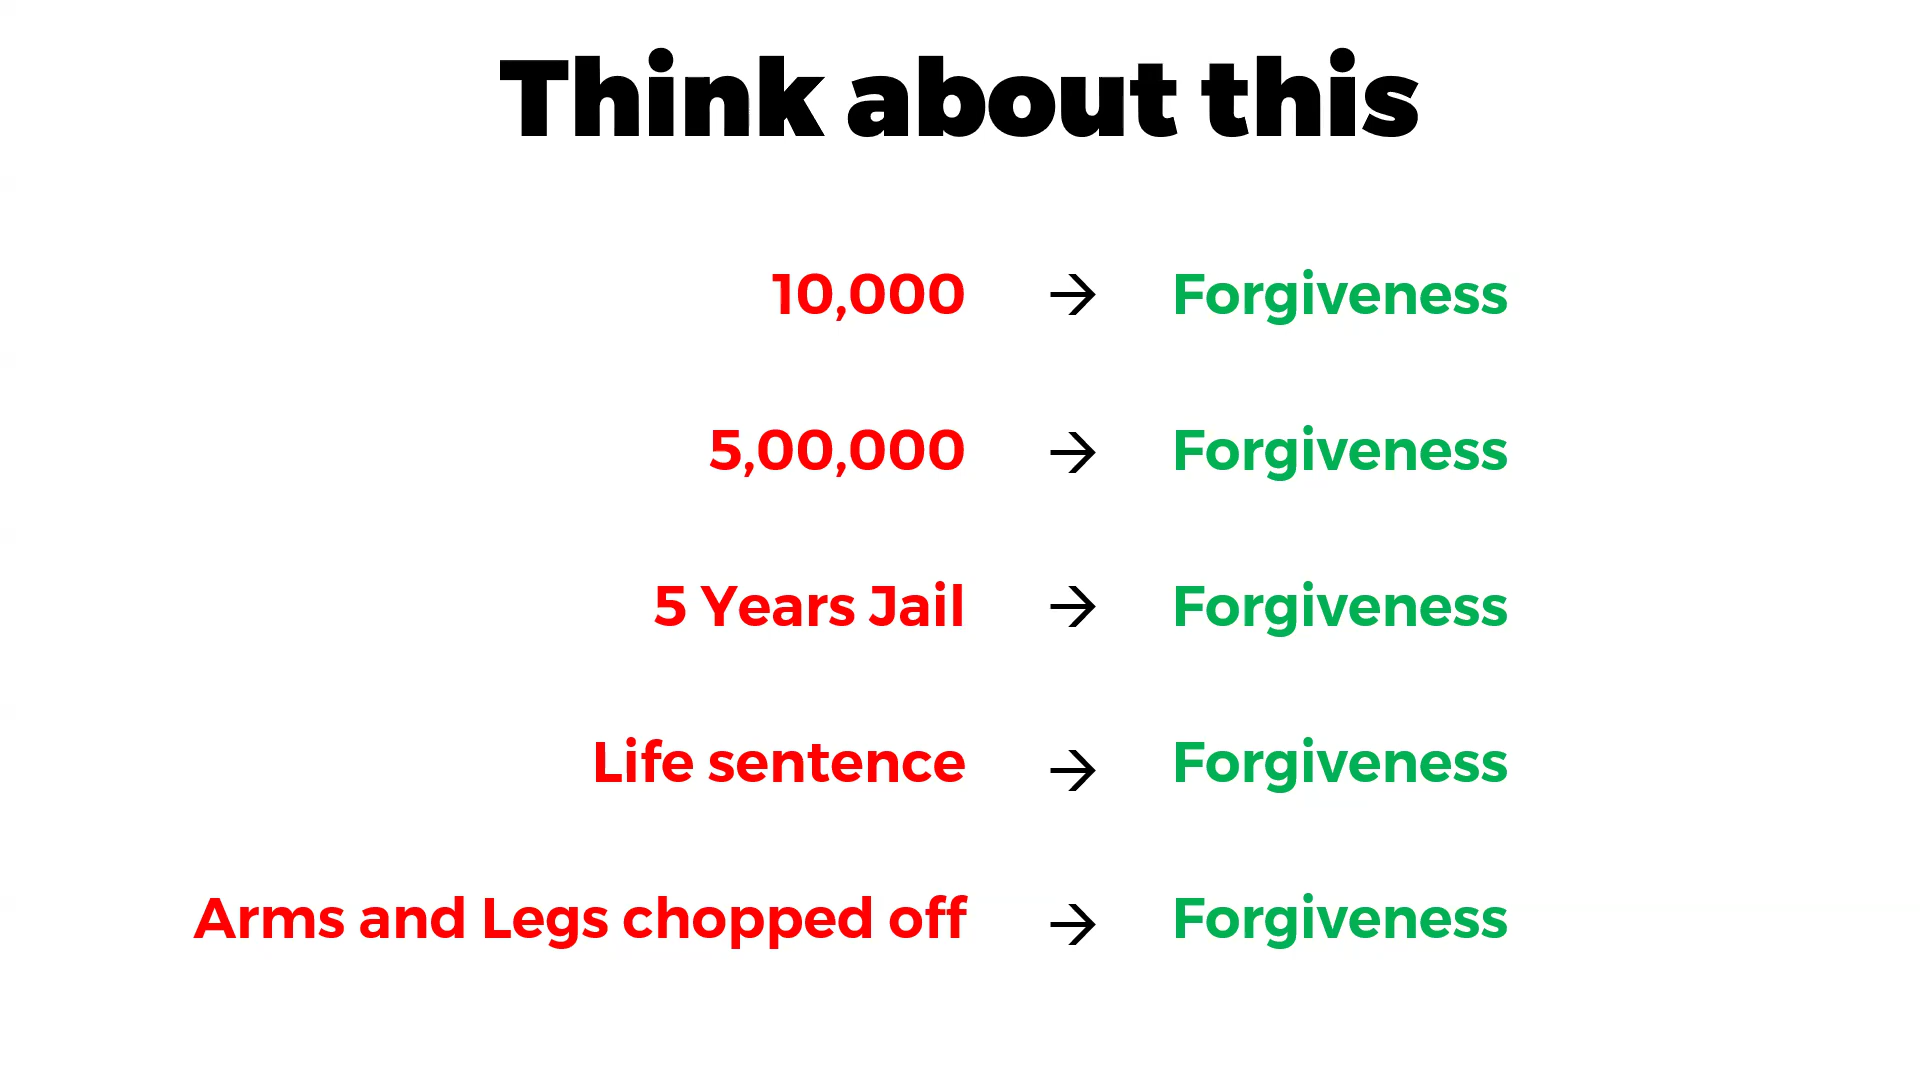 Think about this
10,000 → Forgiveness
5,00,000 → Forgiveness
5 Years Jail → Forgiveness
Life sentence → Forgiveness
Arms and Legs chopped off → Forgiveness